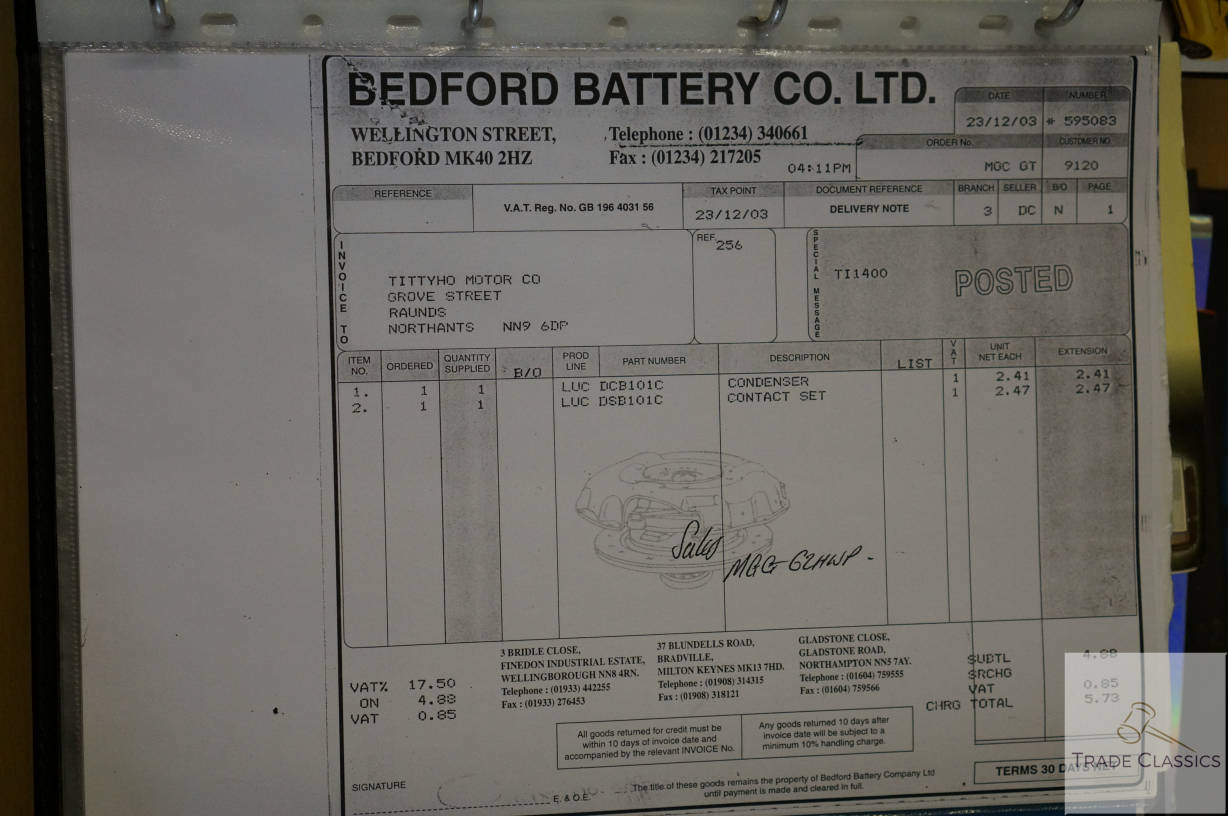 BEDFORD BATTERY CO. LTD.
WELLINGTON STREET,
BEDFORD MK40 2HZ
Telephone : (01234) 340661
Fax : (01234) 217205
04:11PM
DATE
NUMBER
23/12/03 # 595083
ORDER No.
CUSTOMER NO.
MGC GT 9120
REFERENCE
V.A.T. Reg. No. GB 196 4031 56
TAX POINT
23/12/03
DOCUMENT REFERENCE
DELIVERY NOTE
BRANCH SELLER B/O PAGE
3 DC N 1
INVOICE TO
TITTYHO MOTOR CO
GROVE STREET
RAUNDS
NORTHANTS NN9 6DP
REF.
256
SPECIAL MESSAGE
TI1400
POSTED
ITEM NO. ORDERED QUANTITY SUPPLIED B/O PROD LINE PART NUMBER DESCRIPTION LIST VAT UNIT NET EACH EXTENSION
1. 1 1 LUC DCB101C CONDENSER 1 2.41 2.41
2. 1 1 LUC DSB101C CONTACT SET 1 2.47 2.47
Sales
3 BRIDLE CLOSE,
FINEDON INDUSTRIAL ESTATE,
WELLINGBOROUGH NN8 4RN.
Telephone : (01933) 442255
Fax : (01933) 276453
37 BLUNDELLS ROAD,
BRADVILLE,
MILTON KEYNES MK13 7HD.
Telephone : (01908) 314315
Fax : (01908) 318121
GLADSTONE CLOSE,
GLADSTONE ROAD,
NORTHAMPTON NN5 7AY.
Telephone : (01604) 759555
Fax : (01604) 759566
VAT% 17.50
ON 4.88
VAT 0.85
SUBTL 4.88
SRCHG
VAT 0.85
CHRG TOTAL 5.73
All goods returned for credit must be
within 10 days of invoice date and
accompanied by the relevant INVOICE No.
Any goods returned 10 days after
invoice date will be subject to a
minimum 10% handling charge.
SIGNATURE
E. & O.E.
The title of these goods remains the property of Bedford Battery Company Ltd
until payment is made and cleared in full.
TERMS 30 DAYS NET
TRADE CLASSICS